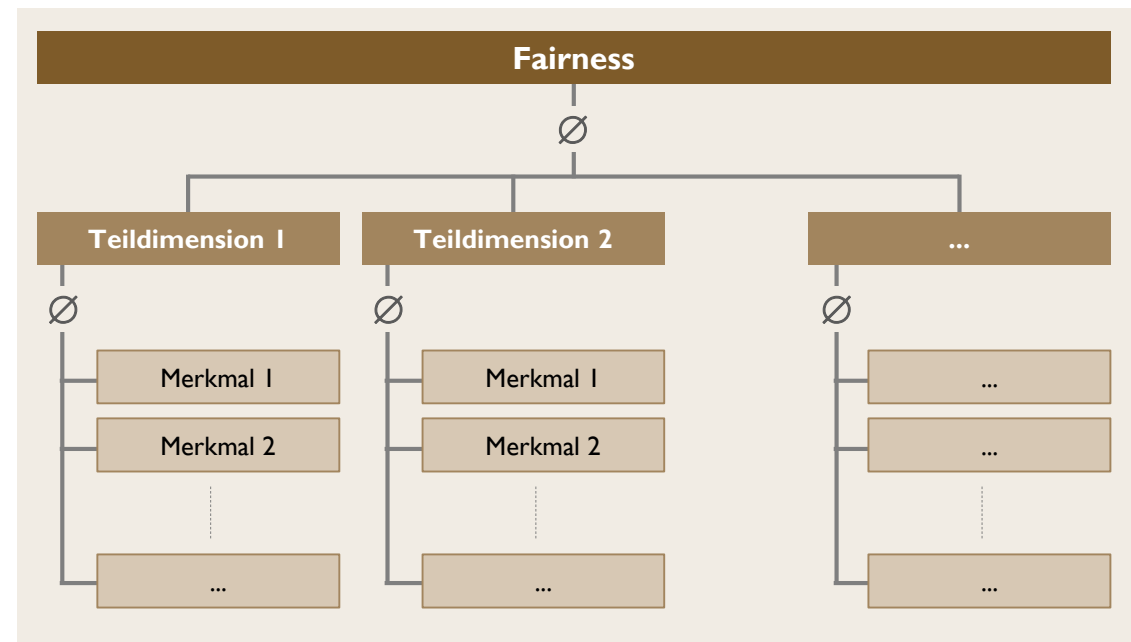 Fairness
∅
Teildimension 1
Teildimension 2
...
∅
∅
∅
Merkmal 1
Merkmal 1
...
Merkmal 2
Merkmal 2
...
...
...
...